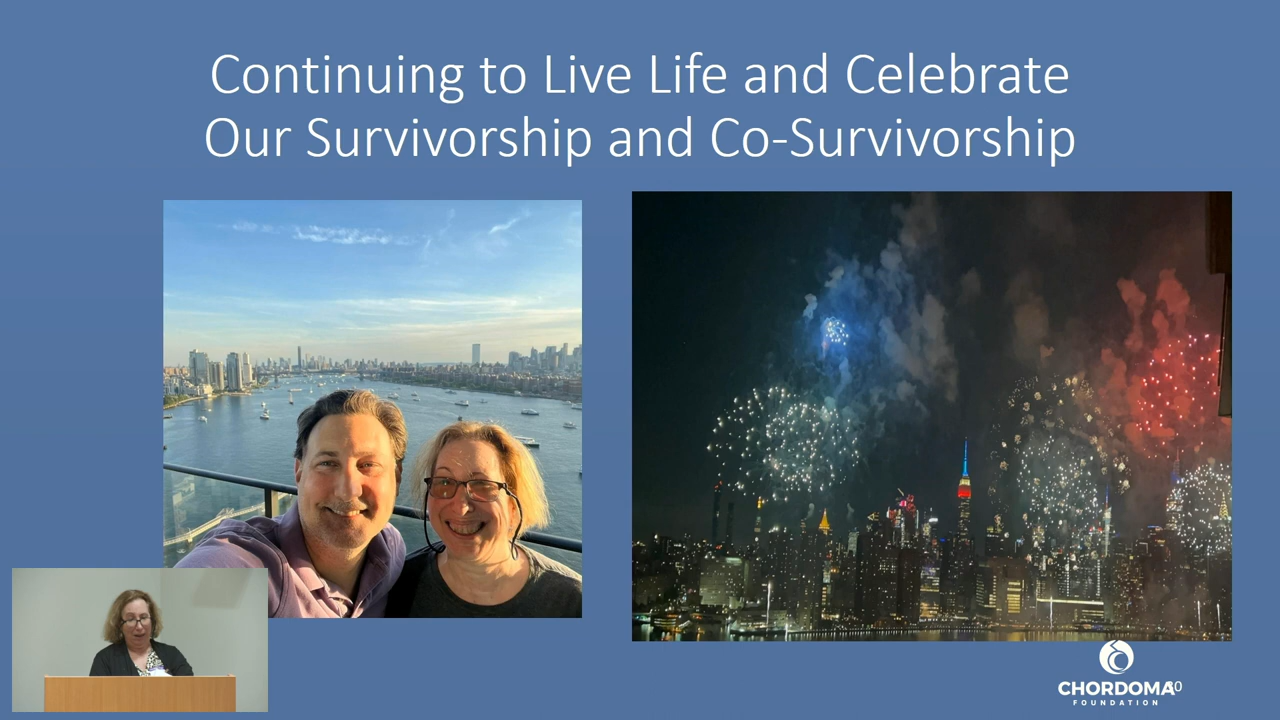 Continuing to Live Life and Celebrate
Our Survivorship and Co-Survivorship
CHORDOMA
FOUNDATION